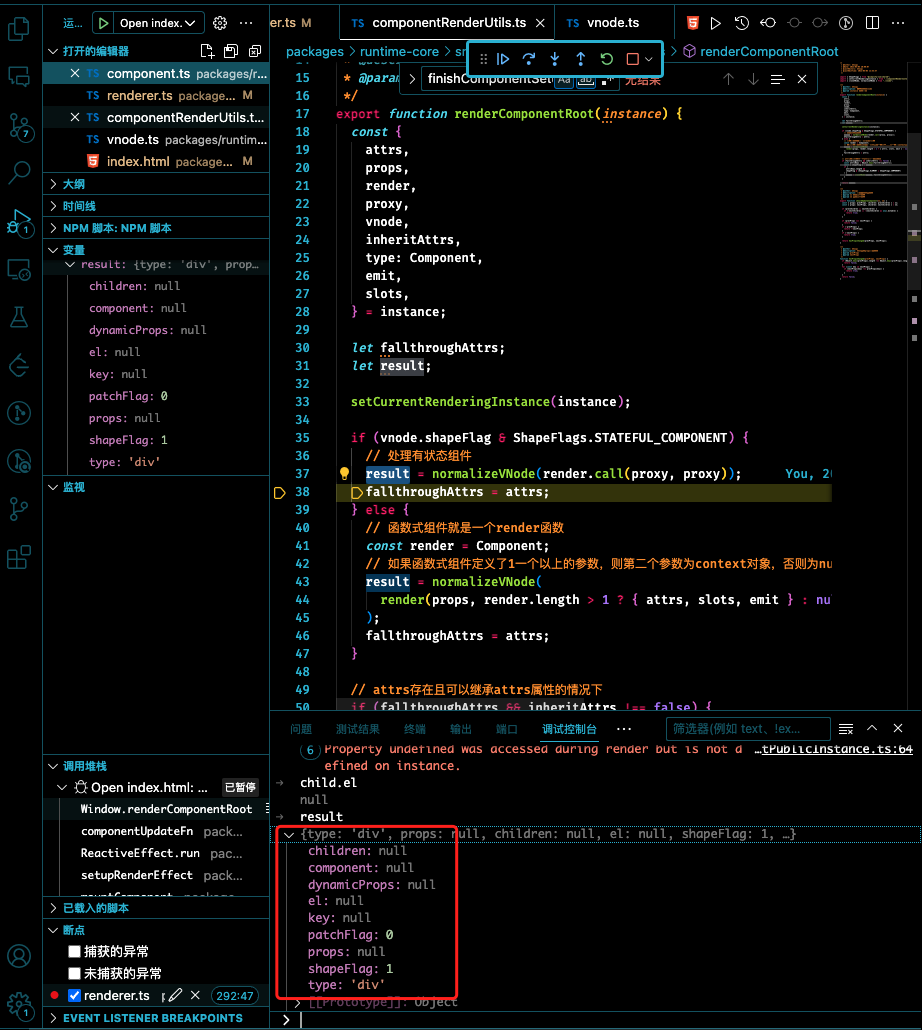 运... Open index.
er.ts M
TS componentRenderUtils.ts
TS vnode.ts
打开的编辑器
TS component.ts packages/r...
TS renderer.ts package... M
TS componentRenderUtils.t...
TS vnode.ts packages/runtim...
index.html package... M
大纲
时间线
NPM 脚本: NPM 脚本
变量
result: {type: 'div', prop…
children: null
component: null
dynamicProps: null
el: null
key: null
patchFlag: 0
props: null
shapeFlag: 1
type: 'div'
监视
调用堆栈
Open index.html: ... 已暂停
Window.renderComponentRoot
componentUpdateFn pack...
ReactiveEffect.run pac...
setupRenderEffect pack...
已载入的脚本
断点
捕获的异常
未捕获的异常
renderer.ts 292:47
EVENT LISTENER BREAKPOINTS
7
1
1
packages > runtime-core >
renderComponentRoot
finishComponentSet Aa ab 无结果
15 * @param
16 */
17 export function renderComponentRoot(instance) {
18 const {
19 attrs,
20 props,
21 render,
22 proxy,
23 vnode,
24 inheritAttrs,
25 type: Component,
26 emit,
27 slots,
28 } = instance;
29
30 let fallthroughAttrs;
31 let result;
32
33 setCurrentRenderingInstance(instance);
34
35 if (vnode.shapeFlag & ShapeFlags.STATEFUL_COMPONENT) {
36 // 处理有状态组件
37 result = normalizeVNode(render.call(proxy, proxy)); You, 2
38 fallthroughAttrs = attrs;
39 } else {
40 // 函数式组件就是一个render函数
41 const render = Component;
42 // 如果函数式组件定义了1一个以上的参数，则第二个参数为context对象，否则为nu
43 result = normalizeVNode(
44 render(props, render.length > 1 ? { attrs, slots, emit } : nu
45 );
46 fallthroughAttrs = attrs;
47 }
48
49 // attrs存在且可以继承attrs属性的情况下
50 if (fallthroughAttrs && inheritAttrs !== false) {
问题 测试结果 终端 输出 端口 调试控制台 ... 筛选器(例如 text、!ex...
6 Property undefined was accessed during render but is not d …tPublicInstance.ts:64
efined on instance.
child.el
null
result
{type: 'div', props: null, children: null, el: null, shapeFlag: 1, …}
children: null
component: null
dynamicProps: null
el: null
key: null
patchFlag: 0
props: null
shapeFlag: 1
type: 'div'
[[Prototype]]: Object